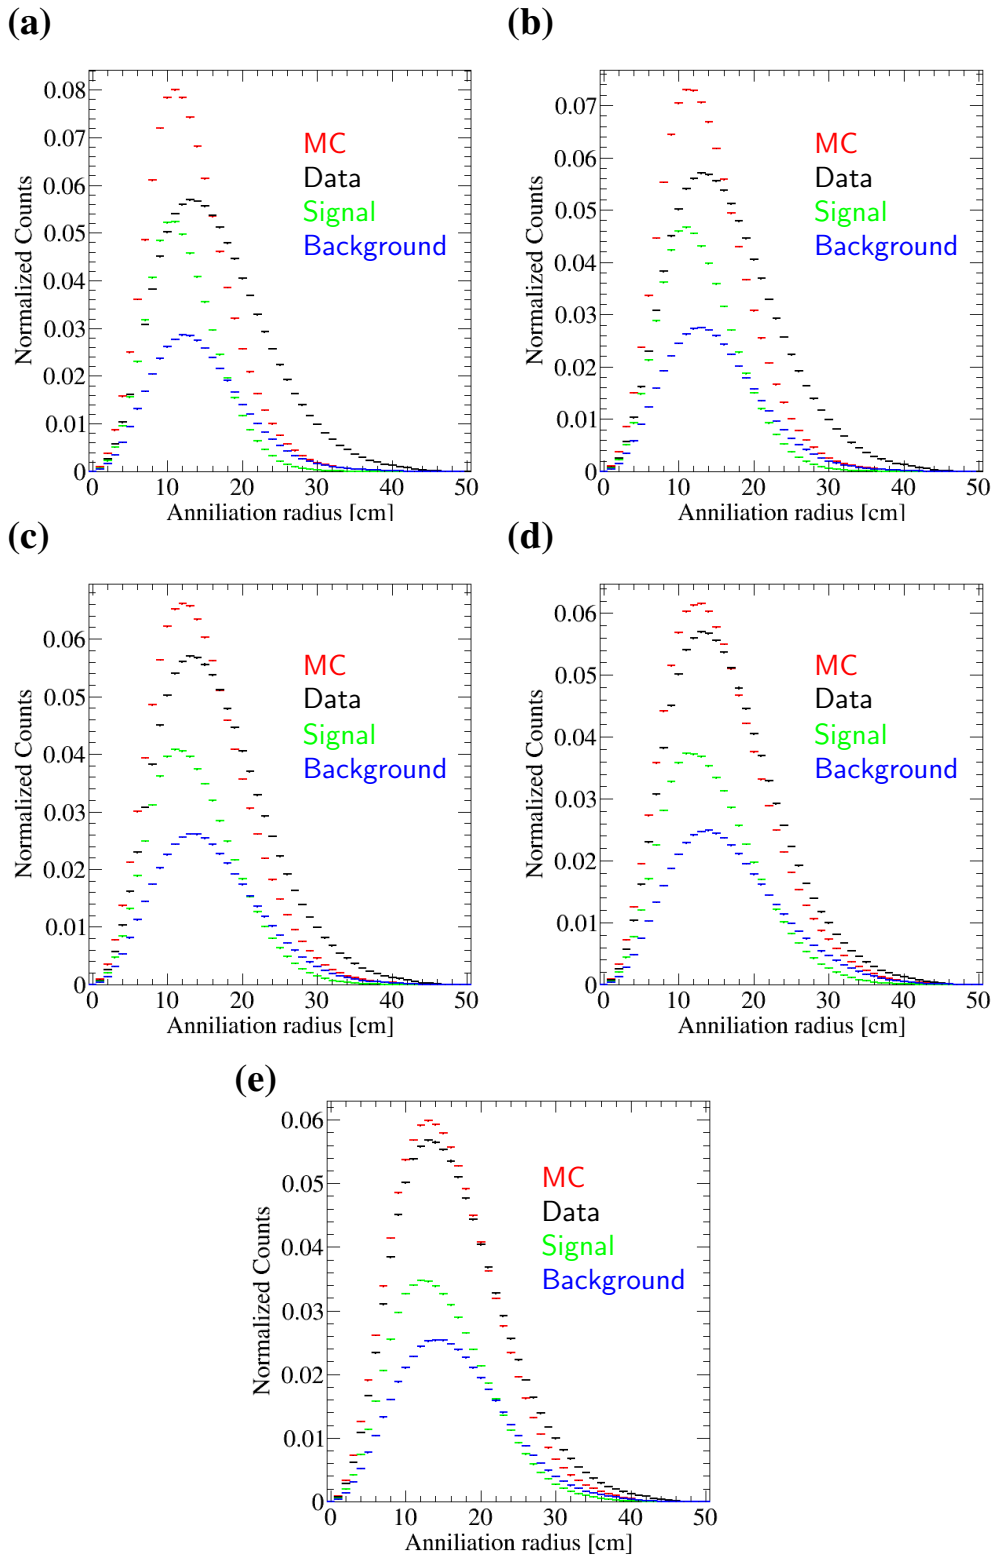 (a)
Normalized Counts
0.08
0.07
0.06
0.05
0.04
0.03
0.02
0.01
0
MC
Data
Signal
Background
0 10 20 30 40 50
Anniliation radius [cm]
(b)
Normalized Counts
0.07
0.06
0.05
0.04
0.03
0.02
0.01
0
MC
Data
Signal
Background
0 10 20 30 40 50
Anniliation radius [cm]
(c)
Normalized Counts
0.06
0.05
0.04
0.03
0.02
0.01
0
MC
Data
Signal
Background
0 10 20 30 40 50
Anniliation radius [cm]
(d)
Normalized Counts
0.06
0.05
0.04
0.03
0.02
0.01
0
MC
Data
Signal
Background
0 10 20 30 40 50
Anniliation radius [cm]
(e)
Normalized Counts
0.06
0.05
0.04
0.03
0.02
0.01
0
MC
Data
Signal
Background
0 10 20 30 40 50
Anniliation radius [cm]